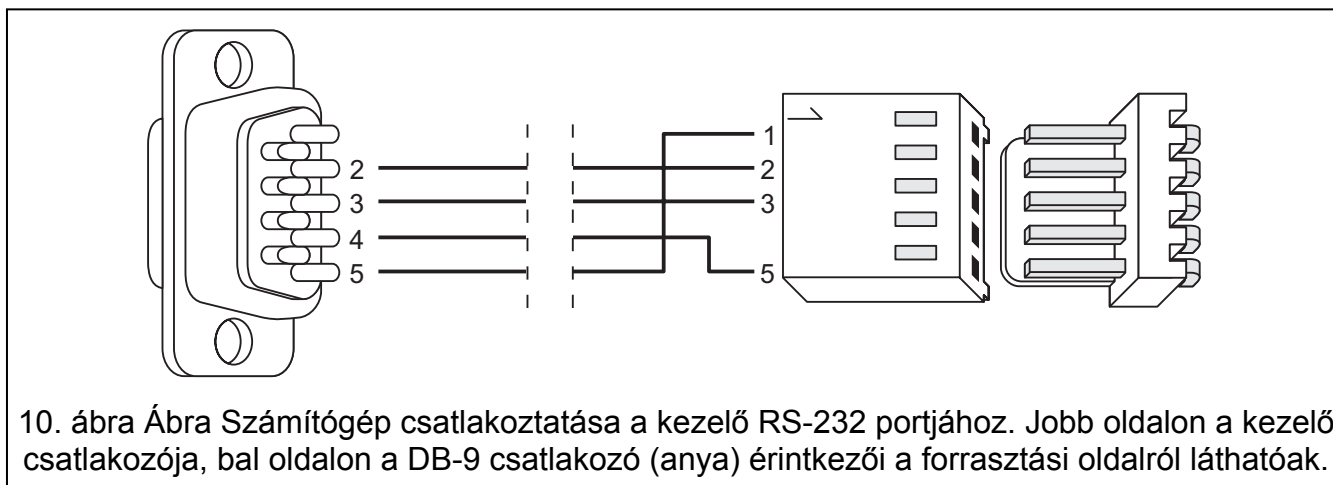 1
2 2
3 3
4
5 5
10. ábra Ábra Számítógép csatlakoztatása a kezelő RS-232 portjához. Jobb oldalon a kezelő
csatlakozója, bal oldalon a DB-9 csatlakozó (anya) érintkezői a forrasztási oldalról láthatóak.